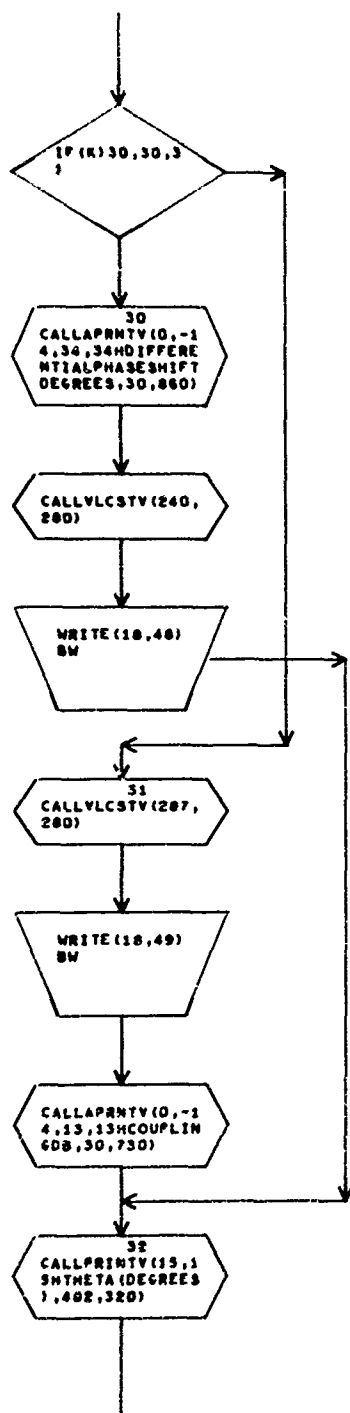 IF(K)30,30,3
1
30
CALLAPRNTV(0,-1
4,34,34HDIFFERE
NTIALPHASESHIFT
DEGREES,30,860)
CALLVLCSTV(240,
280)
WRITE(18,48)
BW
31
CALLVLCSTV(287,
280)
WRITE(18,49)
BW
CALLAPRNTV(0,-1
4,13,13HCOUPLIN
GDB,30,730)
32
CALLPRINTV(15,1
5HTHETA(DEGREES
),402,320)